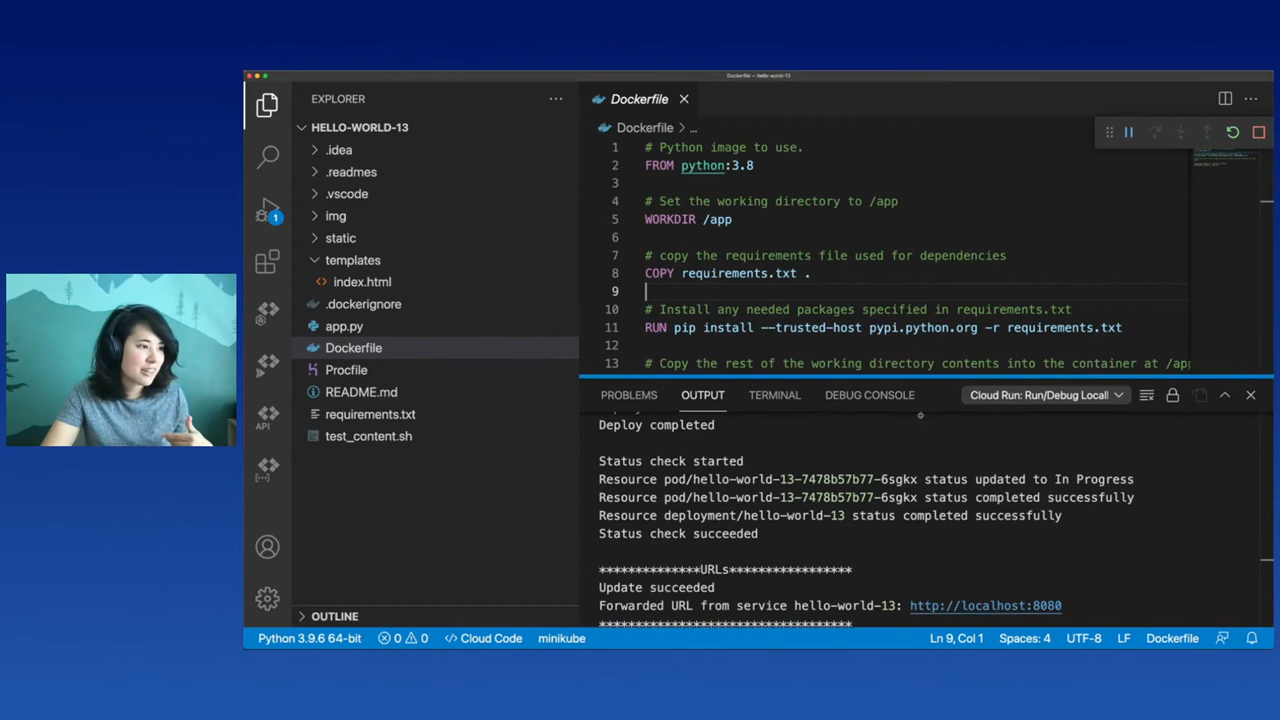 Dockerfile — hello-world-13
EXPLORER
HELLO-WORLD-13
.idea
.readmes
.vscode
img
static
templates
index.html
.dockerignore
app.py
Dockerfile
Procfile
README.md
requirements.txt
test_content.sh
OUTLINE
1
API
Dockerfile
Dockerfile > ...
1 # Python image to use.
2 FROM python:3.8
3
4 # Set the working directory to /app
5 WORKDIR /app
6
7 # copy the requirements file used for dependencies
8 COPY requirements.txt .
9
10 # Install any needed packages specified in requirements.txt
11 RUN pip install --trusted-host pypi.python.org -r requirements.txt
12
13 # Copy the rest of the working directory contents into the container at /app
PROBLEMS OUTPUT TERMINAL DEBUG CONSOLE Cloud Run: Run/Debug Locall
Deploy completed
Status check started
Resource pod/hello-world-13-7478b57b77-6sgkx status updated to In Progress
Resource pod/hello-world-13-7478b57b77-6sgkx status completed successfully
Resource deployment/hello-world-13 status completed successfully
Status check succeeded
**************URLs*****************
Update succeeded
Forwarded URL from service hello-world-13: http://localhost:8080
***********************************
Python 3.9.6 64-bit 0 0 Cloud Code minikube Ln 9, Col 1 Spaces: 4 UTF-8 LF Dockerfile